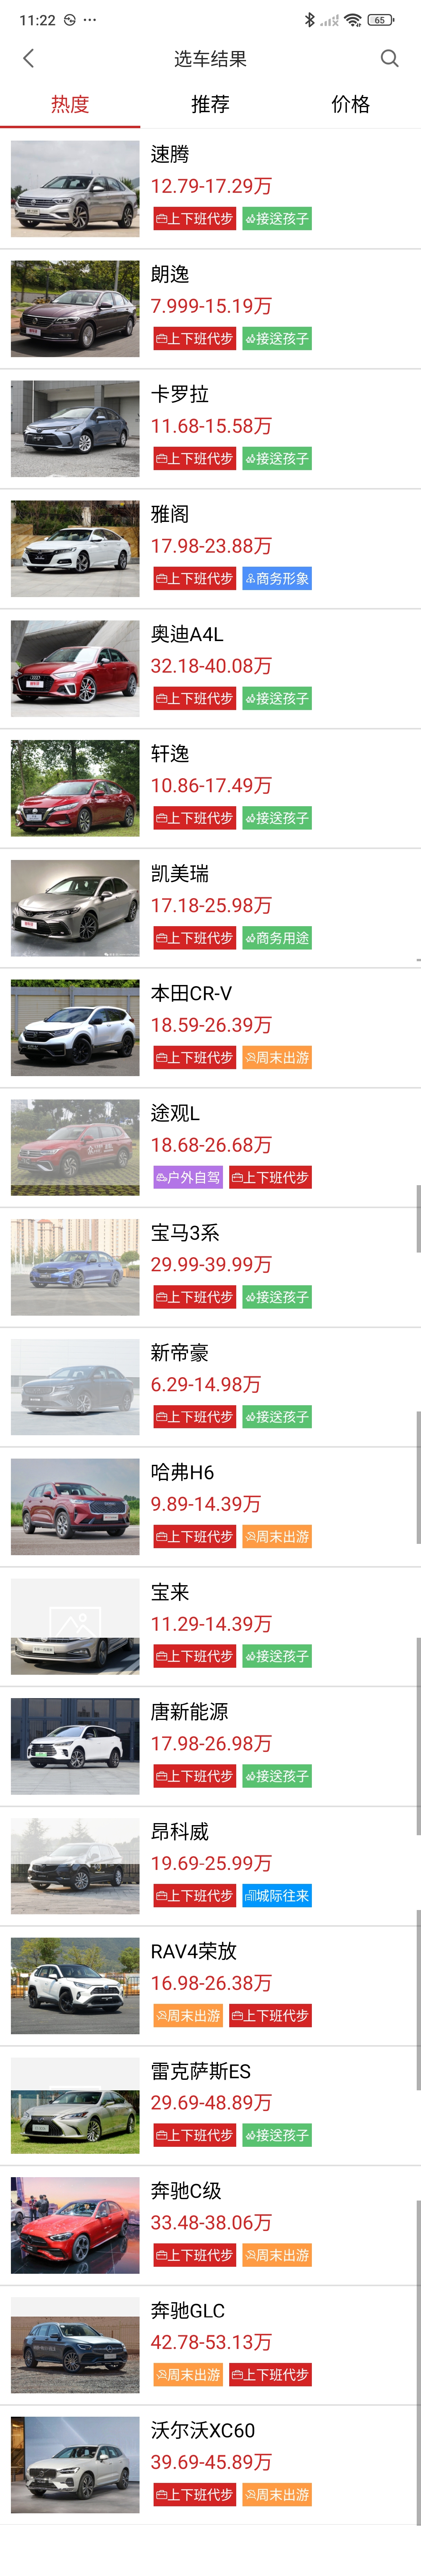 11:22 ··· 65
选车结果
热度 推荐 价格
速腾
12.79-17.29万
上下班代步 接送孩子
朗逸
7.999-15.19万
上下班代步 接送孩子
卡罗拉
11.68-15.58万
上下班代步 接送孩子
雅阁
17.98-23.88万
上下班代步 商务形象
奥迪A4L
32.18-40.08万
上下班代步 接送孩子
轩逸
10.86-17.49万
上下班代步 接送孩子
凯美瑞
17.18-25.98万
上下班代步 商务用途
本田CR-V
18.59-26.39万
上下班代步 周末出游
途观L
18.68-26.68万
户外自驾 上下班代步
宝马3系
29.99-39.99万
上下班代步 接送孩子
新帝豪
6.29-14.98万
上下班代步 接送孩子
哈弗H6
9.89-14.39万
上下班代步 周末出游
宝来
11.29-14.39万
上下班代步 接送孩子
唐新能源
17.98-26.98万
上下班代步 接送孩子
昂科威
19.69-25.99万
上下班代步 城际往来
RAV4荣放
16.98-26.38万
周末出游 上下班代步
雷克萨斯ES
29.69-48.89万
上下班代步 接送孩子
奔驰C级
33.48-38.06万
上下班代步 周末出游
奔驰GLC
42.78-53.13万
周末出游 上下班代步
沃尔沃XC60
39.69-45.89万
上下班代步 周末出游